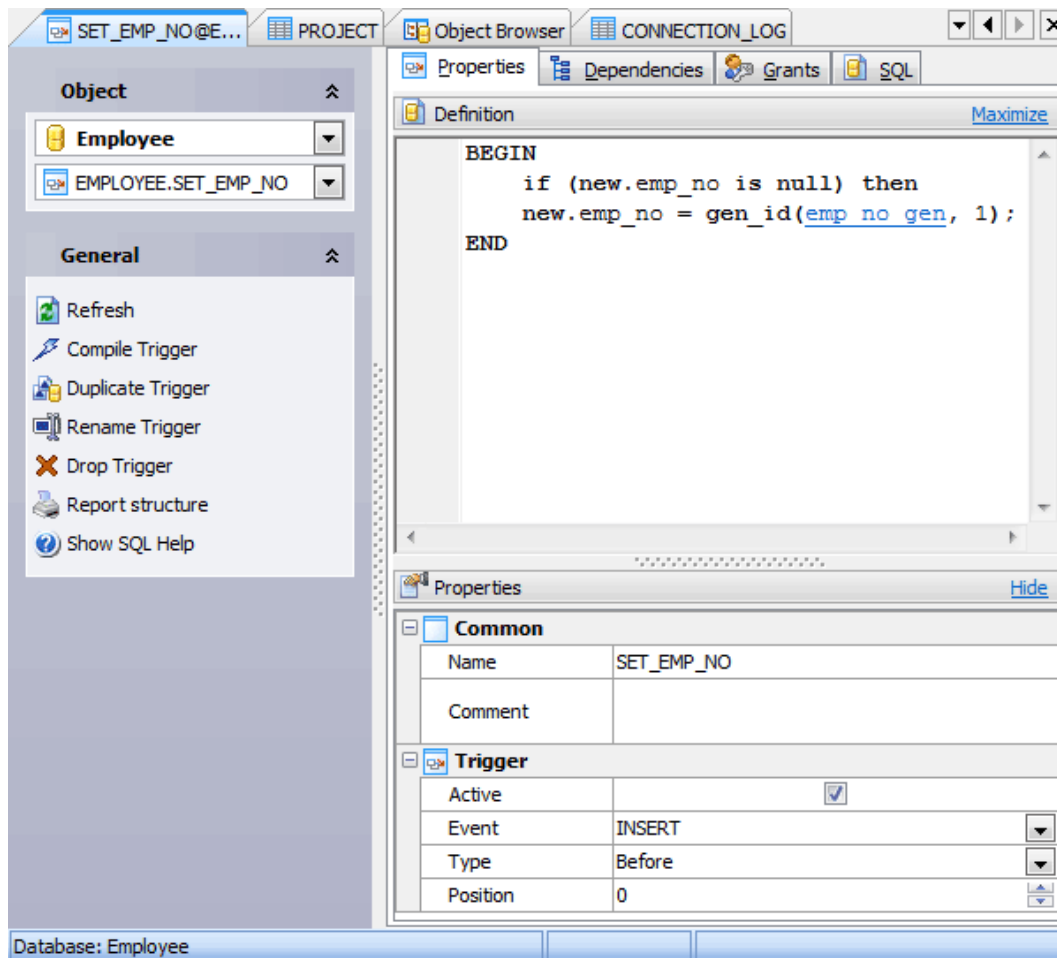 SET_EMP_NO@E...
PROJECT
Object Browser
CONNECTION_LOG
Object
Employee
EMPLOYEE.SET_EMP_NO
General
Refresh
Compile Trigger
Duplicate Trigger
Rename Trigger
Drop Trigger
Report structure
Show SQL Help
Properties
Dependencies
Grants
SQL
Definition
Maximize
BEGIN
if (new.emp_no is null) then
new.emp_no = gen_id(emp_no_gen, 1);
END
Properties
Hide
Common
Name
SET_EMP_NO
Comment
Trigger
Active
Event
INSERT
Type
Before
Position
0
Database: Employee